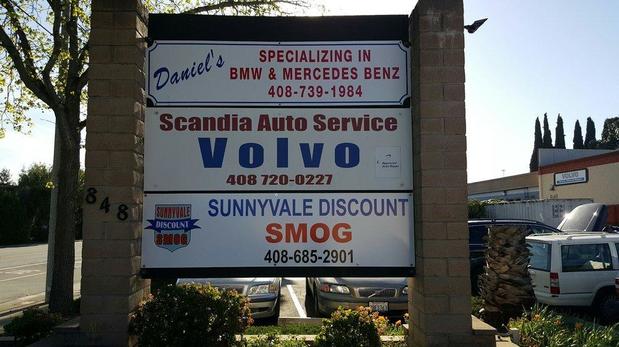 Daniel's
SPECIALIZING IN
BMW & MERCEDES BENZ
408-739-1984
Scandia Auto Service
Volvo
408 720-0227
848
SUNNYVALE
DISCOUNT
SMOG
SUNNYVALE DISCOUNT
SMOG
408-685-2901
VOLVO